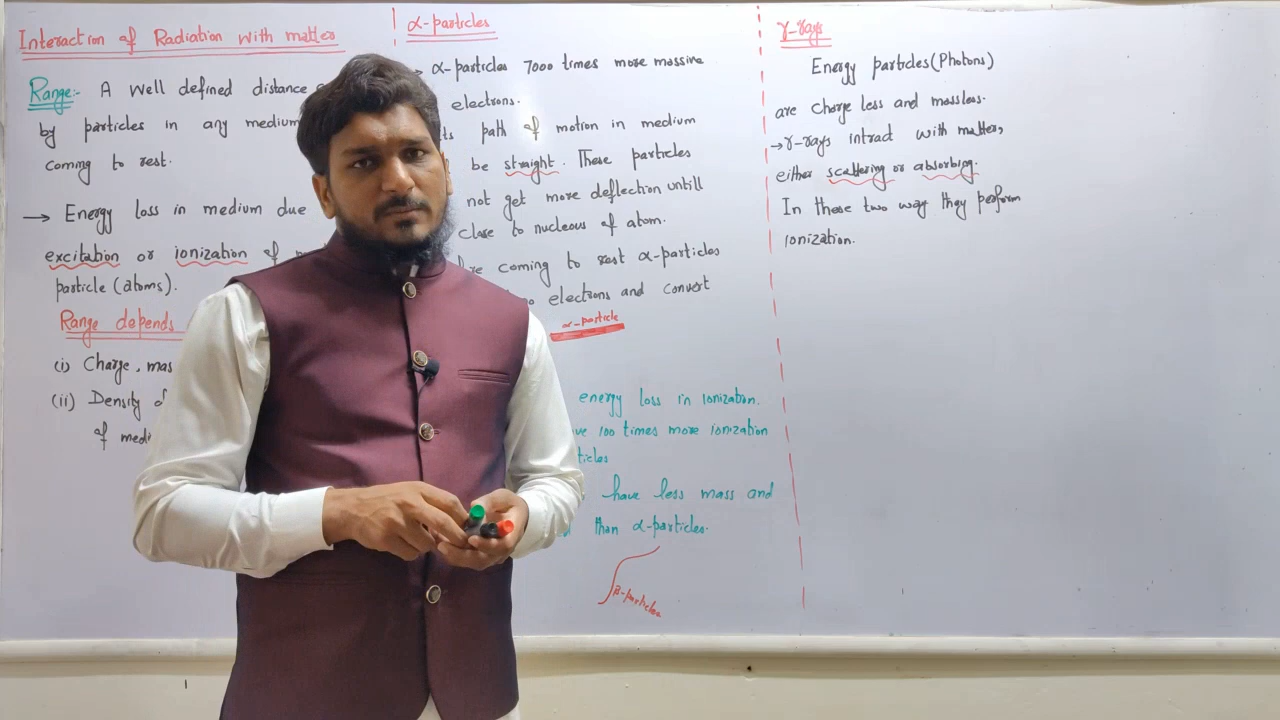 Interaction of Radiation with matter
Range:- A well defined distance
by particles in any medium
coming to rest.
→ Energy loss in medium due
excitation or ionization of
particle (atoms).
Range depends
(i) Charge, mas
(ii) Density of
of medi
α-particles
α-particles 7000 times more massive
electrons.
path of motion in medium
be straight. These particles
not get more deflection untill
close to nucleous of atom.
coming to rest α-particles
electrons and convert
α-particle
energy loss in ionization.
100 times more ionization
ticles
have less mass and
than α-particles.
β-particles
γ-rays
Energy particles (Photons)
are charge less and massless.
→ γ-rays intract with matter,
either scattering or absorbing.
In these two way they perform
ionization.